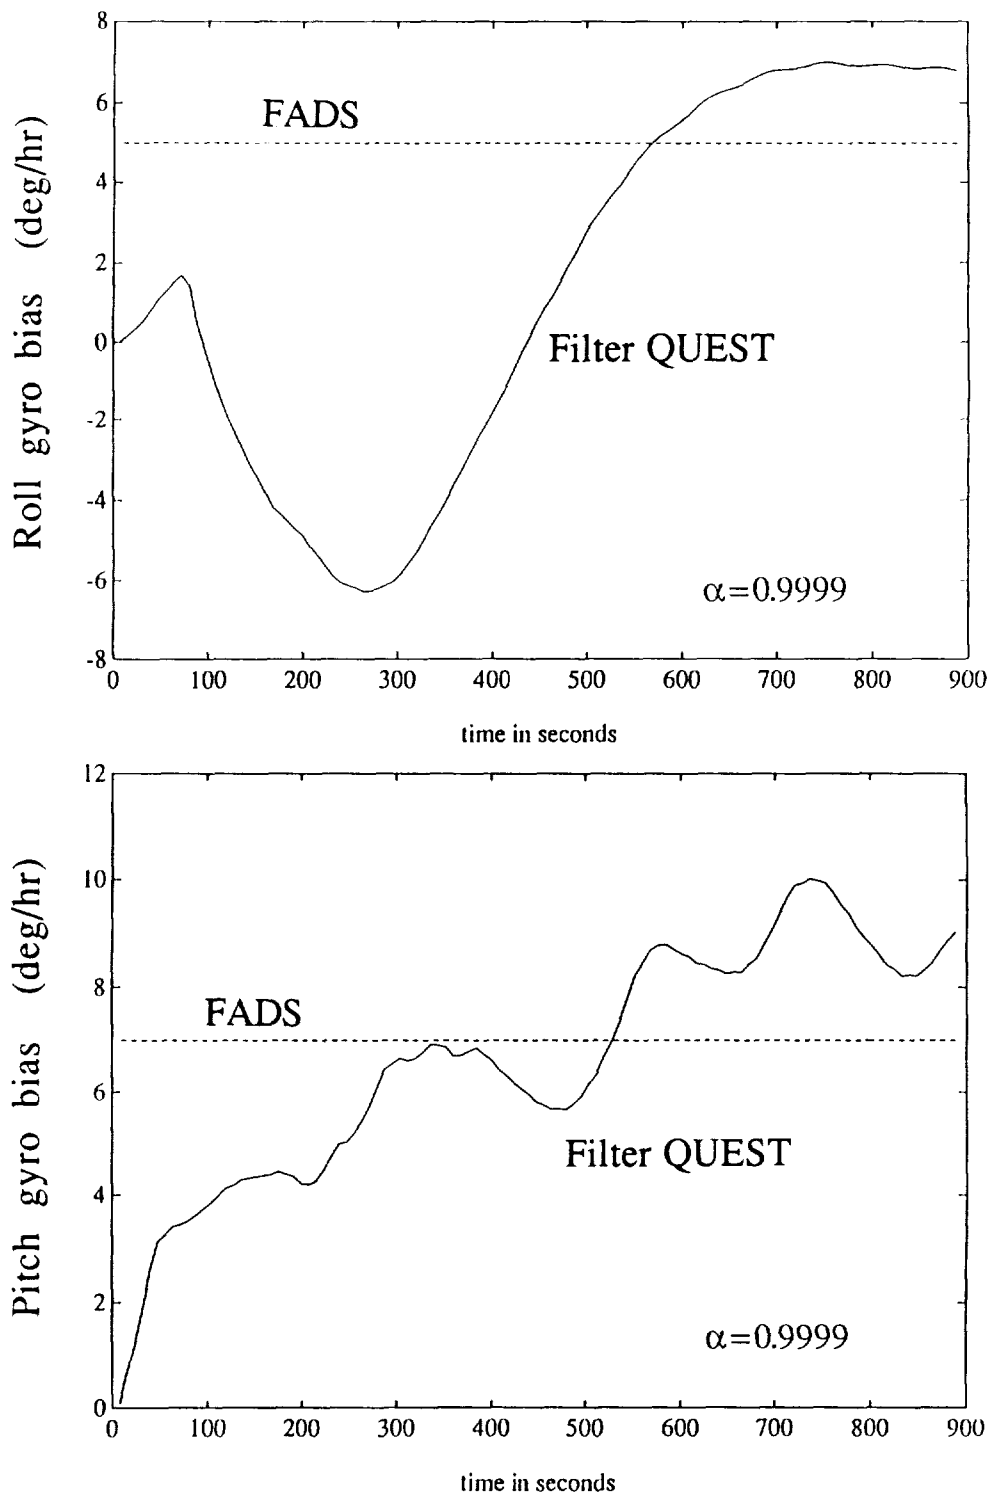 8
6
4
2
0
-2
-4
-6
-8
Roll gyro bias (deg/hr)
FADS
Filter QUEST
α=0.9999
0 100 200 300 400 500 600 700 800 900
time in seconds
12
10
8
6
4
2
0
Pitch gyro bias (deg/hr)
FADS
Filter QUEST
α=0.9999
0 100 200 300 400 500 600 700 800 900
time in seconds